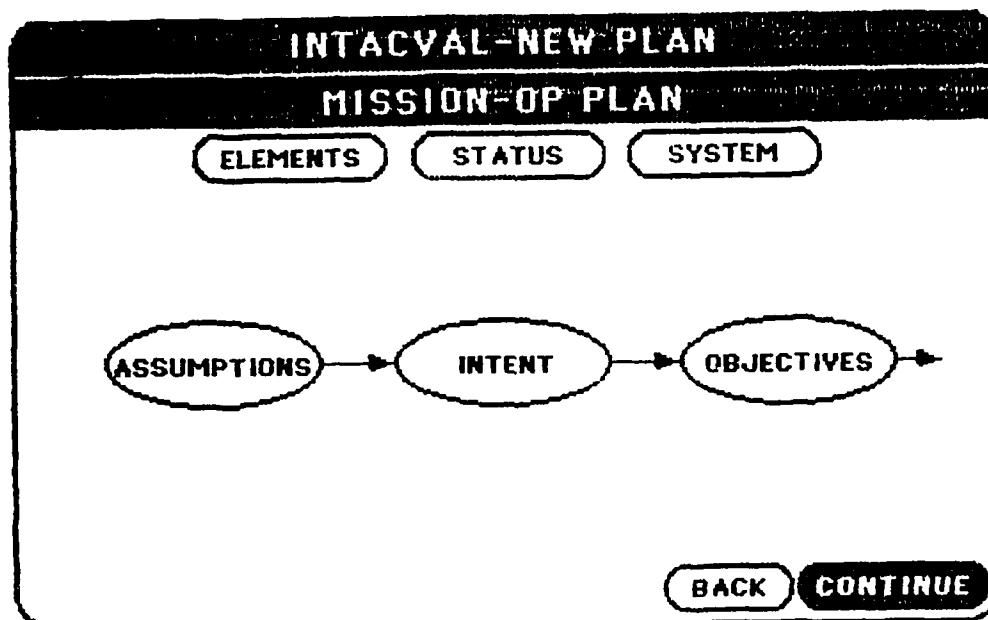 INTACVAL-NEW PLAN
MISSION-OP PLAN
ELEMENTS STATUS SYSTEM
ASSUMPTIONS INTENT OBJECTIVES
BACK CONTINUE